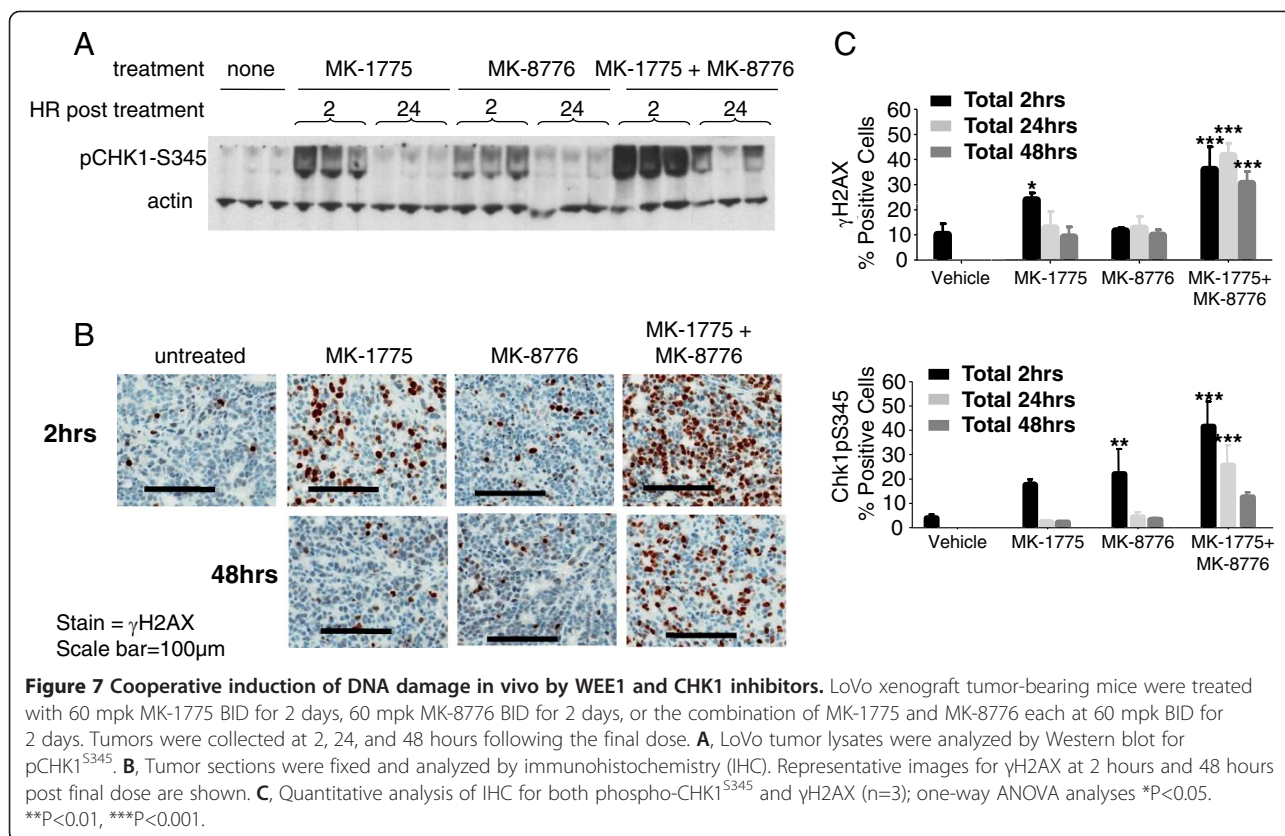 A
treatment none MK-1775 MK-8776 MK-1775 + MK-8776
HR post treatment 2 24 2 24 2 24
pCHK1-S345
actin
B
untreated MK-1775 MK-8776 MK-1775 + MK-8776
2hrs
48hrs
Stain = γH2AX
Scale bar=100µm
C
Total 2hrs
Total 24hrs
Total 48hrs
γH2AX
% Positive Cells
60
50
40
30
20
10
0
*
***
***
***
Vehicle MK-1775 MK-8776 MK-1775+
MK-8776
Total 2hrs
Total 24hrs
Total 48hrs
Chk1pS345
% Positive Cells
60
50
40
30
20
10
0
**
***
***
Vehicle MK-1775 MK-8776 MK-1775+
MK-8776
Figure 7 Cooperative induction of DNA damage in vivo by WEE1 and CHK1 inhibitors. LoVo xenograft tumor-bearing mice were treated
with 60 mpk MK-1775 BID for 2 days, 60 mpk MK-8776 BID for 2 days, or the combination of MK-1775 and MK-8776 each at 60 mpk BID for
2 days. Tumors were collected at 2, 24, and 48 hours following the final dose. A, LoVo tumor lysates were analyzed by Western blot for
pCHK1S345. B, Tumor sections were fixed and analyzed by immunohistochemistry (IHC). Representative images for γH2AX at 2 hours and 48 hours
post final dose are shown. C, Quantitative analysis of IHC for both phospho-CHK1S345 and γH2AX (n=3); one-way ANOVA analyses *P<0.05.
**P<0.01, ***P<0.001.